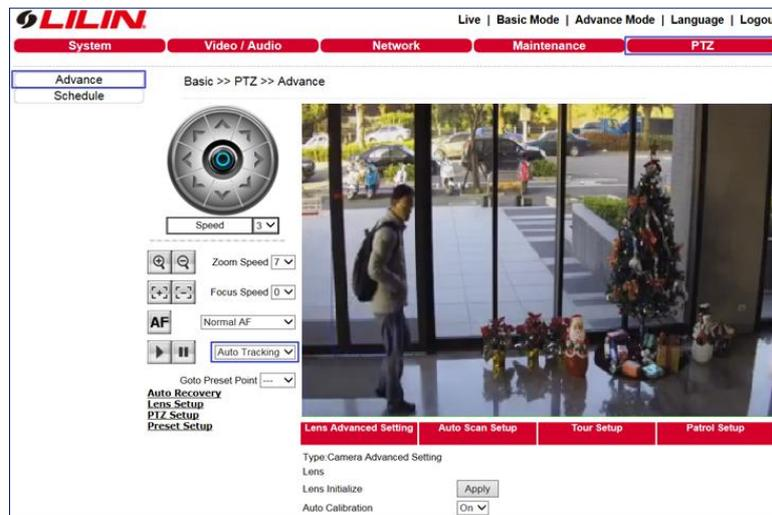 LILIN
Live | Basic Mode | Advance Mode | Language | Logou
System Video / Audio Network Maintenance PTZ
Advance
Schedule
Basic >> PTZ >> Advance
Speed 3
Zoom Speed 7
Focus Speed 0
AF Normal AF
Auto Tracking
Goto Preset Point ---
Auto Recovery
Lens Setup
PTZ Setup
Preset Setup
Lens Advanced Setting Auto Scan Setup Tour Setup Patrol Setup
Type:Camera Advanced Setting
Lens
Lens Initialize Apply
Auto Calibration On